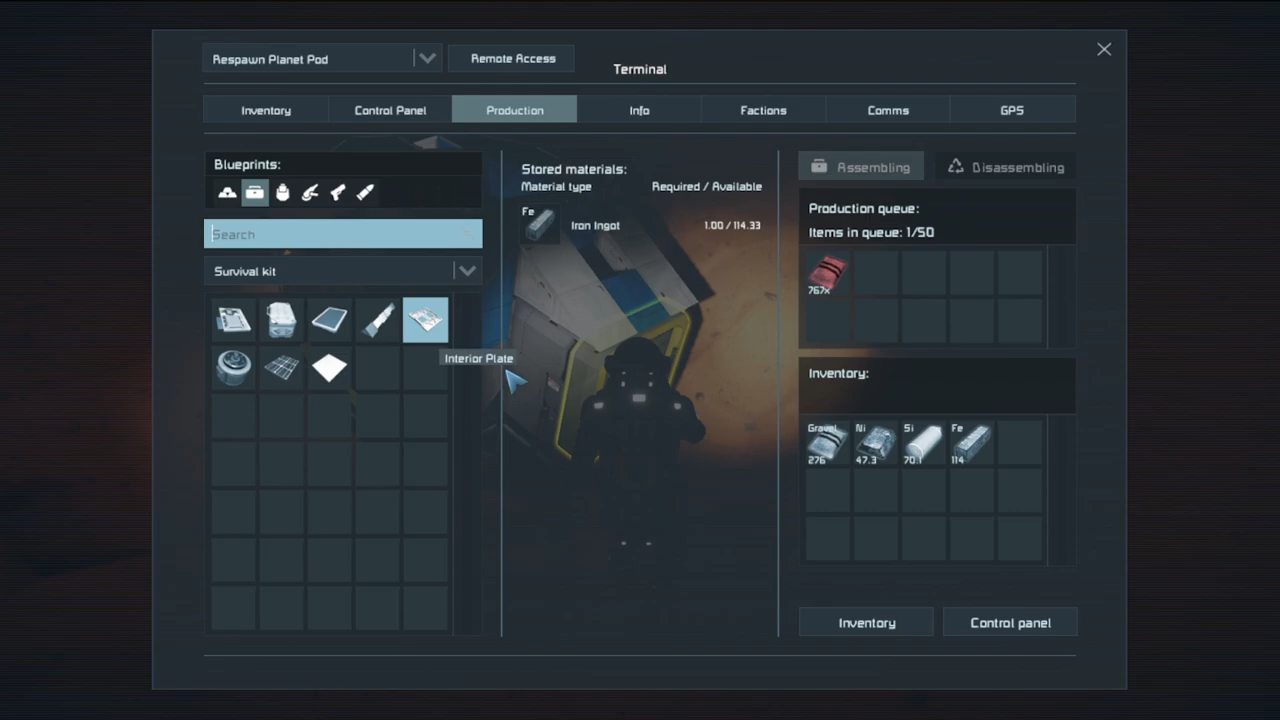 Respawn Planet Pod
Remote Access
Terminal
Inventory
Control Panel
Production
Info
Factions
Comms
GPS
Blueprints:
Search
Survival kit
Interior Plate
Stored materials:
Material type
Required / Available
Fe
Iron Ingot
1.00 / 114.33
Assembling
Disassembling
Production queue:
Items in queue: 1/50
767x
Inventory:
Gravel
276
Ni
47.3
Si
70.1
Fe
114
Inventory
Control panel